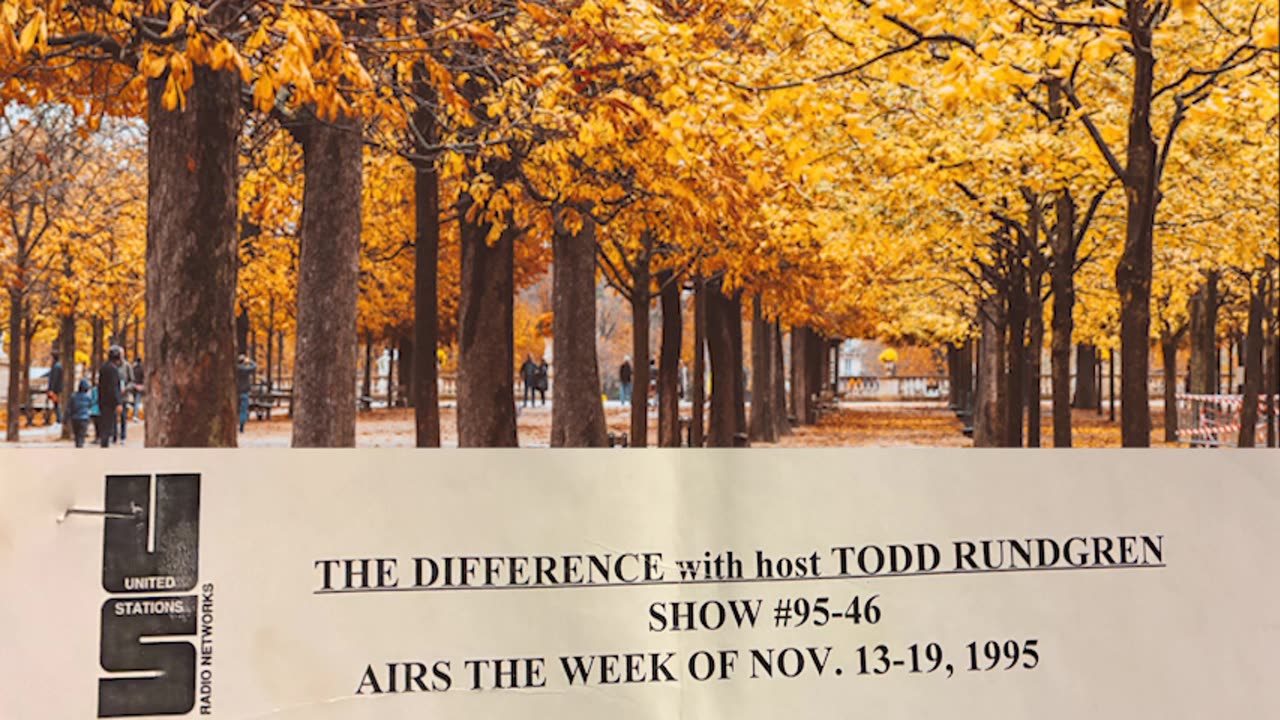 US
UNITED
STATIONS
RADIO NETWORKS
THE DIFFERENCE with host TODD RUNDGREN
SHOW #95-46
AIRS THE WEEK OF NOV. 13-19, 1995